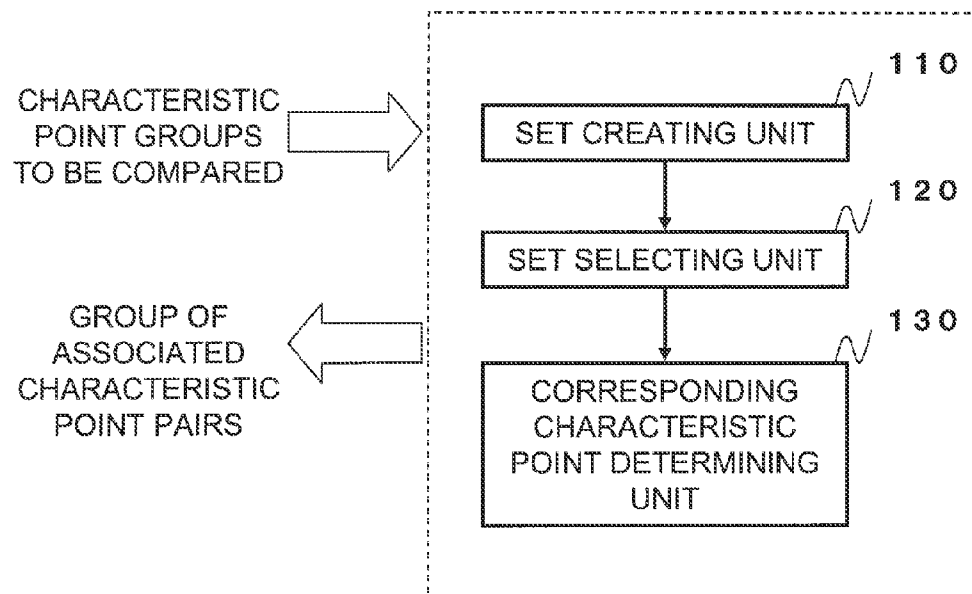 CHARACTERISTIC
POINT GROUPS
TO BE COMPARED
110
SET CREATING UNIT
120
SET SELECTING UNIT
130
CORRESPONDING
CHARACTERISTIC
POINT DETERMINING
UNIT
GROUP OF
ASSOCIATED
CHARACTERISTIC
POINT PAIRS